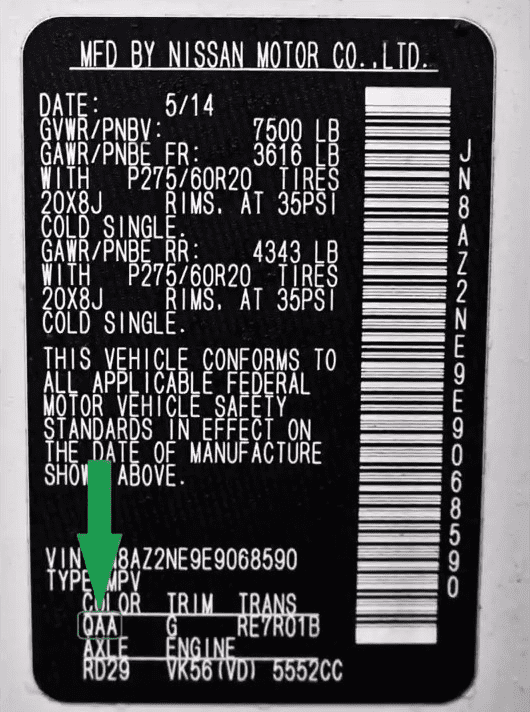 MFD BY NISSAN MOTOR CO.,LTD.
DATE: 5/14
GVWR/PNBV: 7500 LB
GAWR/PNBE FR: 3616 LB
WITH P275/60R20 TIRES
20X8J RIMS. AT 35PSI
COLD SINGLE.
GAWR/PNBE RR: 4343 LB
WITH P275/60R20 TIRES
20X8J RIMS. AT 35PSI
COLD SINGLE.
THIS VEHICLE CONFORMS TO
ALL APPLICABLE FEDERAL
MOTOR VEHICLE SAFETY
STANDARDS IN EFFECT ON
THE DATE OF MANUFACTURE
ABOVE.
VIN 8AZ2NE9E9068590
TYPE MPV
COLOR TRIM TRANS
QAA G RE7R01B
AXLE ENGINE
RD29 VK56(VD) 5552CC
JN8AZ2NE9E9068590